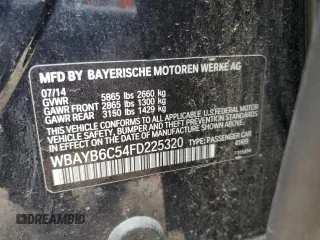 MFD BY BAYERISCHE MOTOREN WERKE AG
07/14
GVWR 5865 lbs 2660 kg
GAWR FRONT 2865 lbs 1300 kg
GAWR REAR 3150 lbs 1429 kg
THIS VEHICLE CONFORMS TO ALL APPLICABLE FEDERAL
MOTOR VEHICLE SAFETY, BUMPER, AND THEFT PREVENTION
STANDARDS IN EFFECT ON THE DATE OF MANUFACTURE SHOWN ABOVE.
WBAYB6C54FD225320 TYPE: PASSENGER CAR
DREAMBID